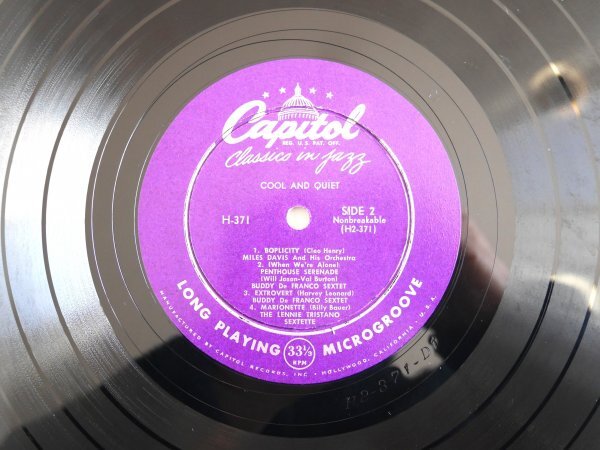 Capitol
REG. U.S. PAT. OFF.
Classics in Jazz
COOL AND QUIET
H-371
SIDE 2
Nonbreakable
(H2-371)
1. BOPLICITY (Cleo Henry)
MILES DAVIS And His Orchestra
2. (When We're Alone)
PENTHOUSE SERENADE
(Will Jason-Val Burton)
BUDDY De FRANCO SEXTET
3. EXTROVERT (Harvey Leonard)
BUDDY De FRANCO SEXTET
4. MARIONETTE (Billy Bauer)
THE LENNIE TRISTANO
SEXTETTE
LONG PLAYING 33⅓ RPM MICROGROOVE
MANUFACTURED BY CAPITOL RECORDS, INC. • HOLLYWOOD, CALIFORNIA, U.S.A.